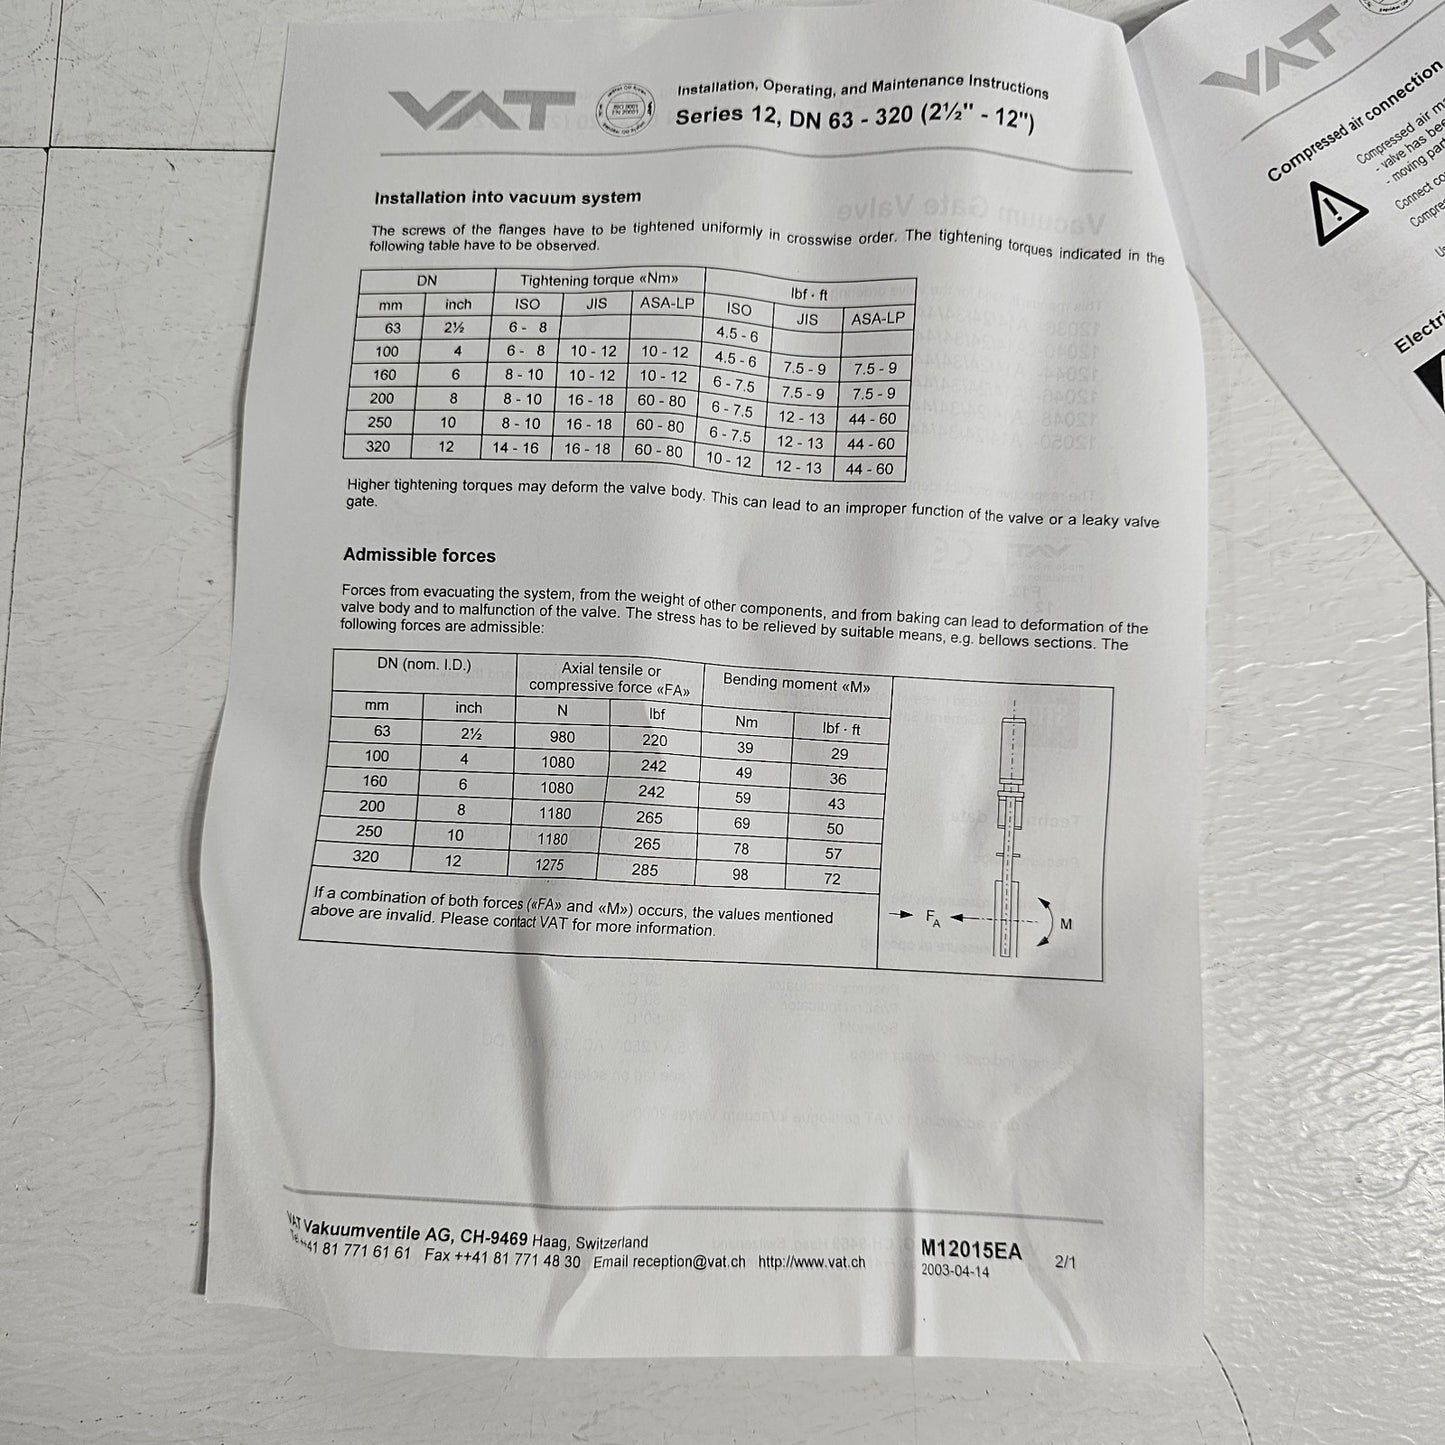 VAT
Installation, Operating, and Maintenance Instructions
Series 12, DN 63 - 320 (2½" - 12")
Installation into vacuum system
The screws of the flanges have to be tightened uniformly in crosswise order. The tightening torques indicated in the
following table have to be observed.
DN Tightening torque «Nm» lbf · ft
mm inch ISO JIS ASA-LP ISO JIS ASA-LP
63 2½ 6 - 8 4.5 - 6
100 4 6 - 8 10 - 12 10 - 12 4.5 - 6 7.5 - 9 7.5 - 9
160 6 8 - 10 10 - 12 10 - 12 6 - 7.5 7.5 - 9 7.5 - 9
200 8 8 - 10 16 - 18 60 - 80 6 - 7.5 12 - 13 44 - 60
250 10 8 - 10 16 - 18 60 - 80 6 - 7.5 12 - 13 44 - 60
320 12 14 - 16 16 - 18 60 - 80 10 - 12 12 - 13 44 - 60
Higher tightening torques may deform the valve body. This can lead to an improper function of the valve or a leaky valve
gate.
Admissible forces
Forces from evacuating the system, from the weight of other components, and from baking can lead to deformation of the
valve body and to malfunction of the valve. The stress has to be relieved by suitable means, e.g. bellows sections. The
following forces are admissible:
DN (nom. I.D.) Axial tensile or
compressive force «FA» Bending moment «M»
mm inch N lbf Nm lbf · ft
63 2½ 980 220 39 29
100 4 1080 242 49 36
160 6 1080 242 59 43
200 8 1180 265 69 50
250 10 1180 265 78 57
320 12 1275 285 98 72
If a combination of both forces («FA» and «M») occurs, the values mentioned
above are invalid. Please contact VAT for more information.
FA M
VAT Vakuumventile AG, CH-9469 Haag, Switzerland
Tel ++41 81 771 61 61 Fax ++41 81 771 48 30 Email reception@vat.ch http://www.vat.ch
M12015EA
2003-04-14
2/1
VAT
Compressed air connection
Compressed air m
- valve has bee
- moving par
Connect co
Compres
Electri